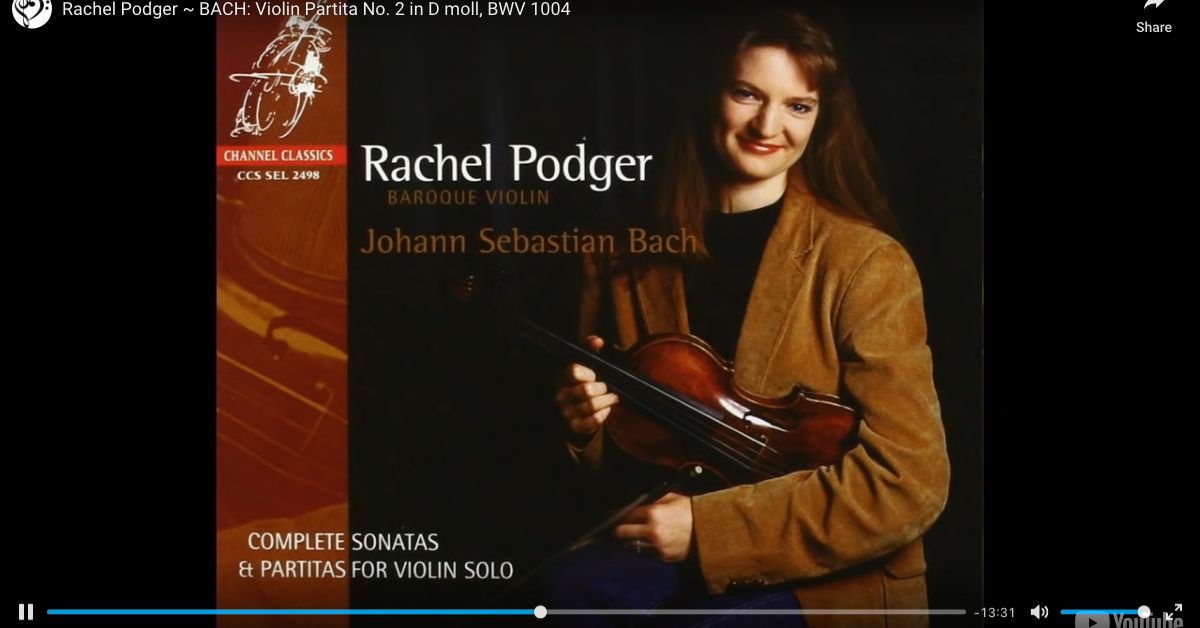 Rachel Podger ~ BACH: Violin Partita No. 2 in D moll, BWV 1004
Share
CHANNEL CLASSICS
CCS SEL 2498
Rachel Podger
BAROQUE VIOLIN
Johann Sebastian Bach
COMPLETE SONATAS
& PARTITAS FOR VIOLIN SOLO
-13:31
YouTube